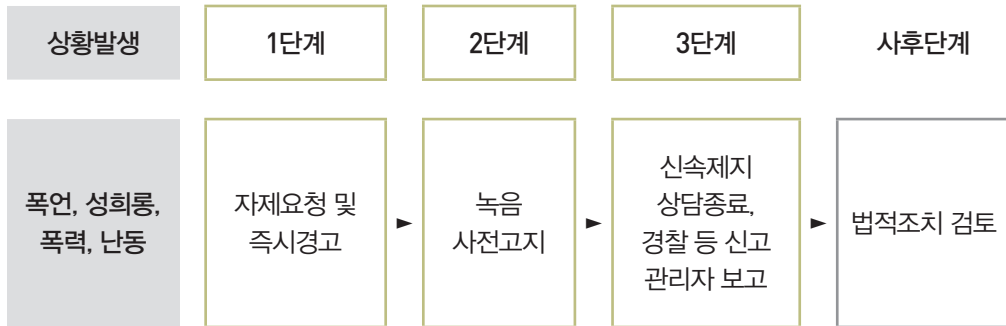 상황발생
1단계
2단계
3단계
사후단계
폭언, 성희롱,
폭력, 난동
자제요청 및
즉시경고
►
녹음
사전고지
►
신속제지
상담종료,
경찰 등 신고
관리자 보고
►
법적조치 검토